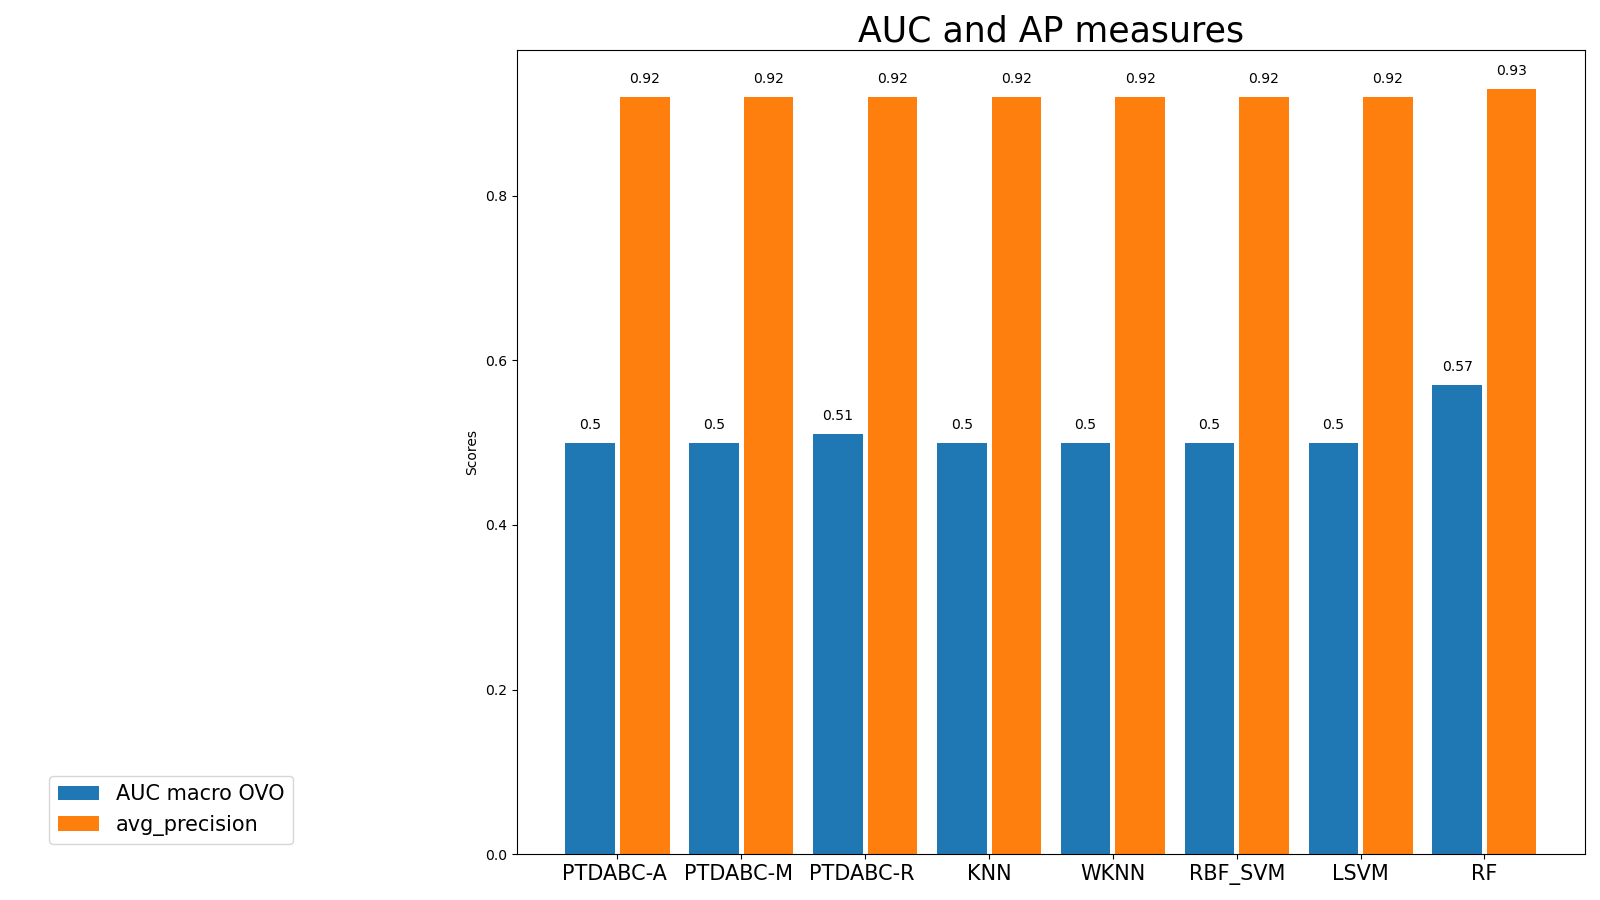 AUC and AP measures
0.92 0.92 0.92 0.92 0.92 0.92 0.92 0.93
0.8
0.6
0.5 0.5 0.51 0.5 0.5 0.5 0.5 0.57
Scores
0.4
0.2
0.0
PTDABC-A PTDABC-M PTDABC-R KNN WKNN RBF_SVM LSVM RF
AUC macro OVO
avg_precision